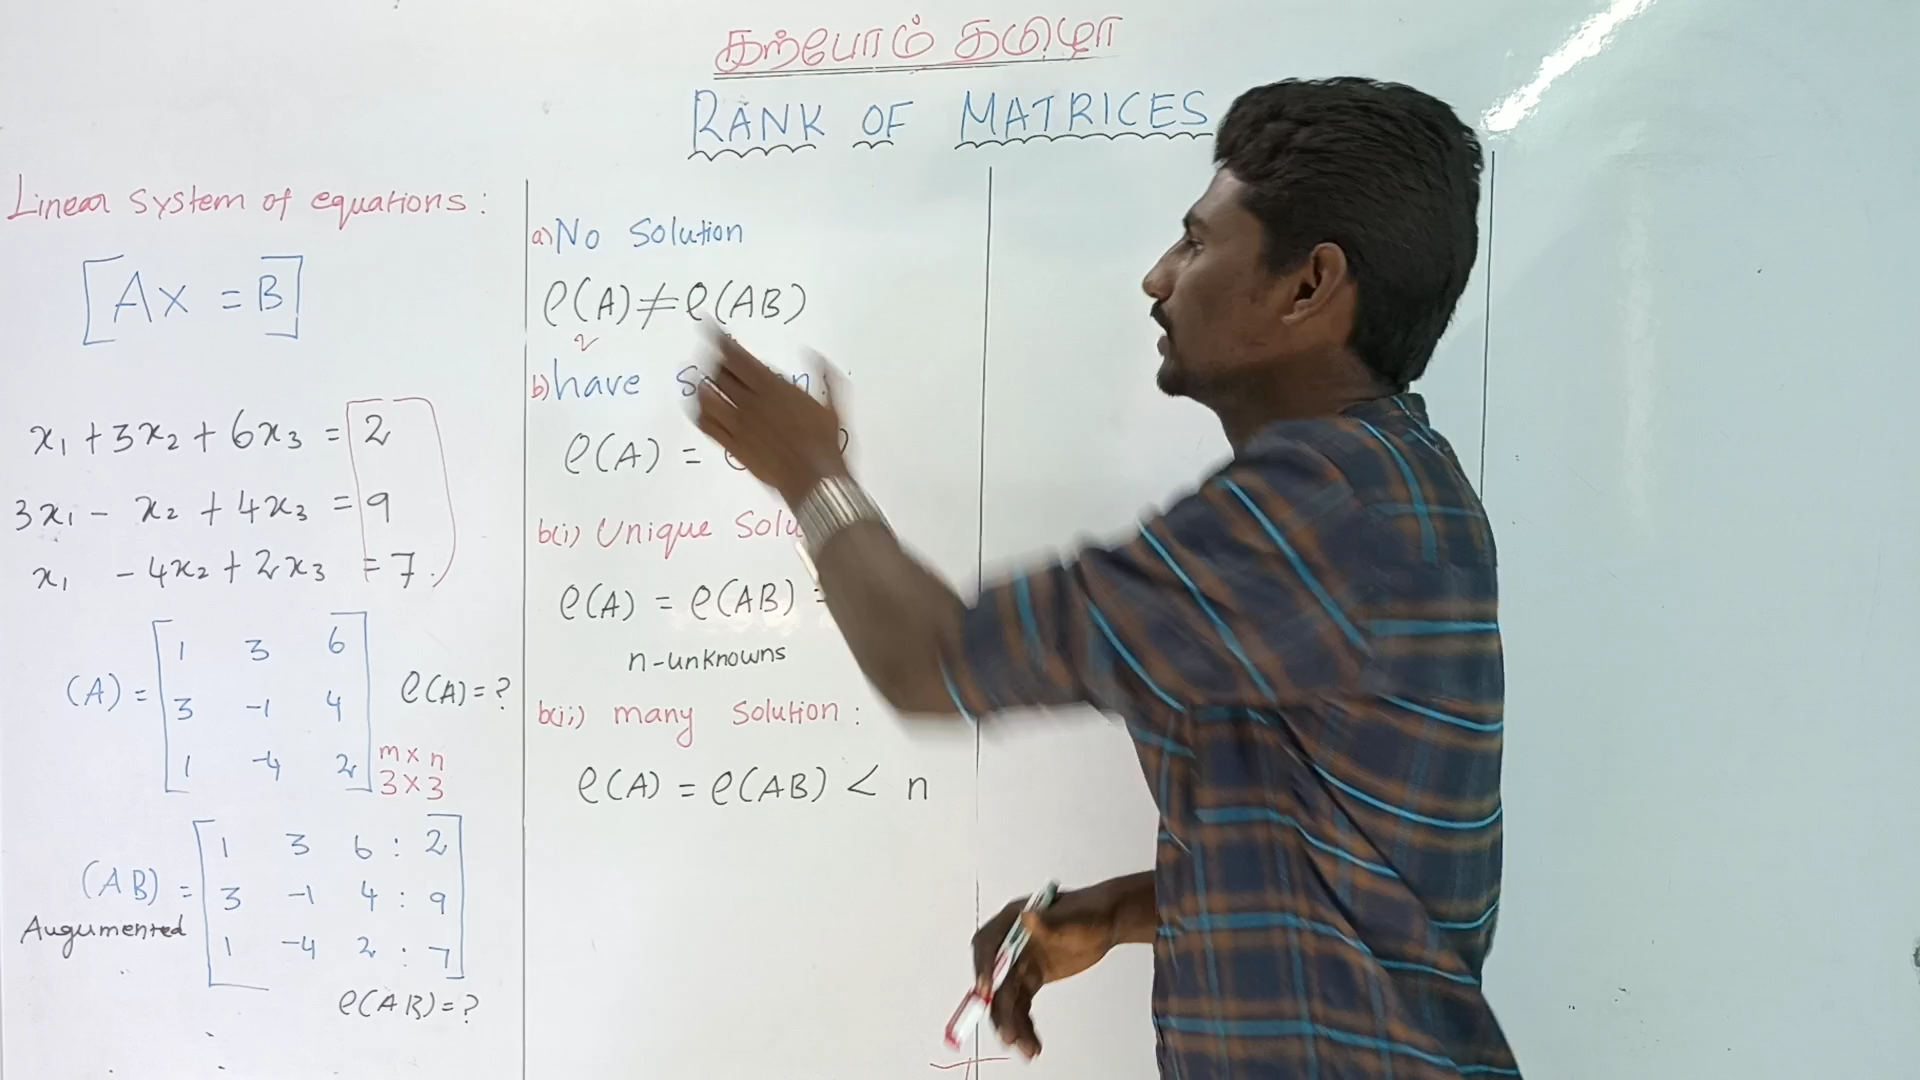 கற்போம் தமிழா
RANK OF MATRICES
Linear System of equations:
[AX = B]
x₁ + 3x₂ + 6x₃ = 2
3x₁ - x₂ + 4x₃ = 9
x₁ - 4x₂ + 2x₃ = 7.
(A) = [1 3 6
3 -1 4
1 -4 2]
ρ(A) = ?
m×n
3×3
(AB) = [1 3 6 : 2
3 -1 4 : 9
1 -4 2 : 7]
Augumented
ρ(AB) = ?
a) No Solution
ρ(A) ≠ ρ(AB)
2
b) have
ρ(A) =
b(i) Unique
ρ(A) = ρ(AB) =
n-unknowns
b(ii) many Solution:
ρ(A) = ρ(AB) < n